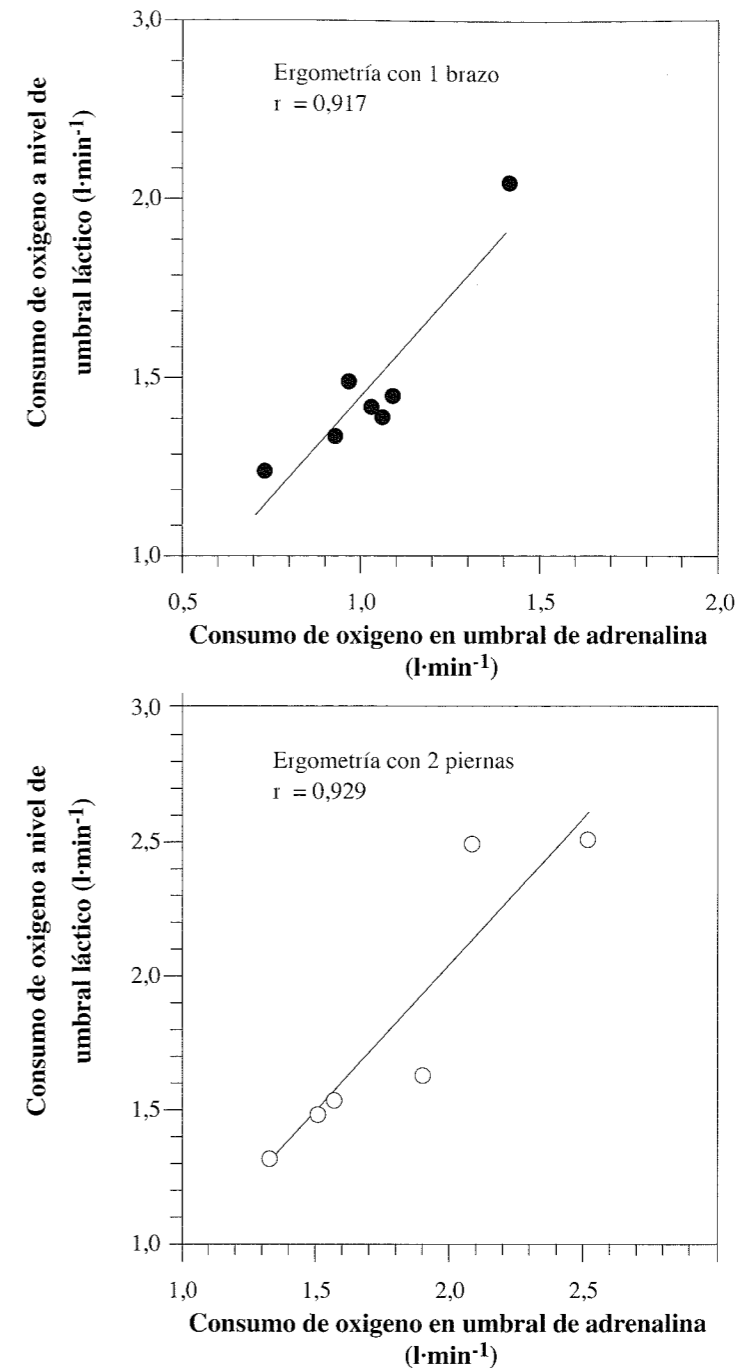 3,0
Ergometría con 1 brazo
r = 0,917
Consumo de oxigeno a nivel de
umbral láctico (l·min-1)
2,0
1,5
1,0
0,5 1,0 1,5 2,0
Consumo de oxigeno en umbral de adrenalina
(l·min-1)
3,0
Ergometría con 2 piernas
r = 0,929
Consumo de oxigeno a nivel de
umbral láctico (l·min-1)
2,5
2,0
1,5
1,0
1,0 1,5 2,0 2,5
Consumo de oxigeno en umbral de adrenalina
(l·min-1)